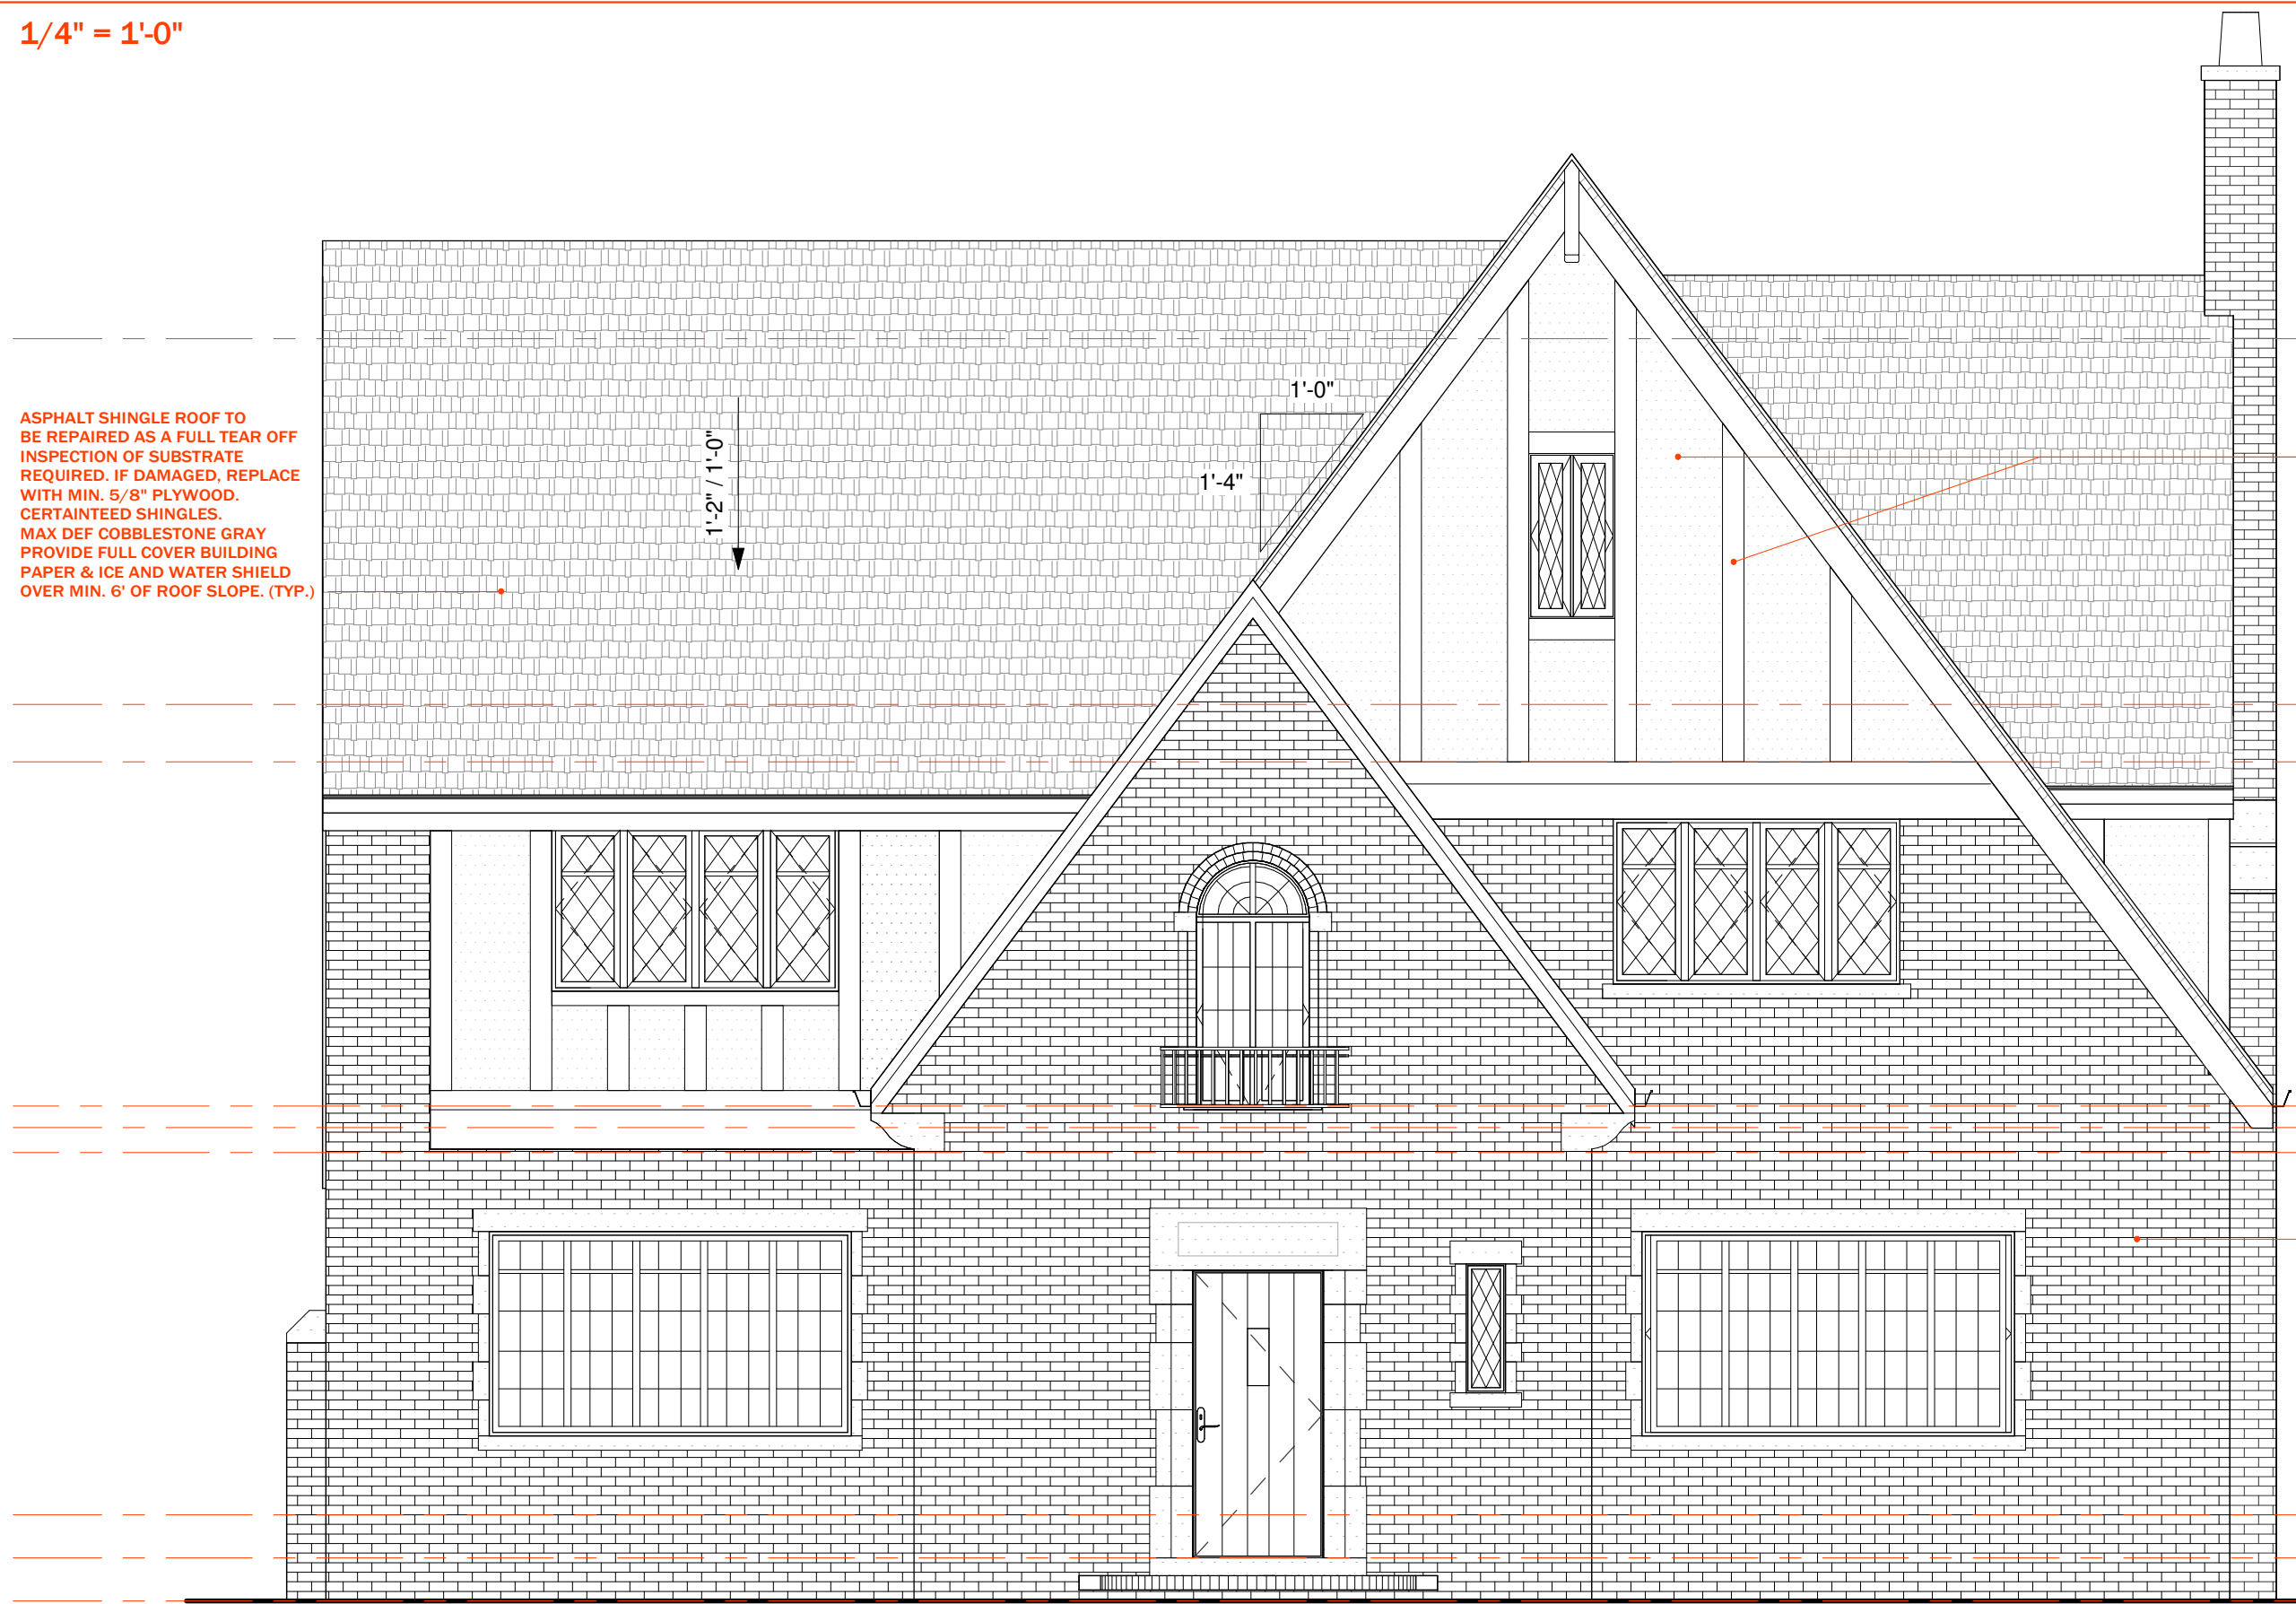 1/4" = 1'-0"
ASPHALT SHINGLE ROOF TO
BE REPAIRED AS A FULL TEAR OFF
INSPECTION OF SUBSTRATE
REQUIRED. IF DAMAGED, REPLACE
WITH MIN. 5/8" PLYWOOD.
CERTAINTEED SHINGLES.
MAX DEF COBBLESTONE GRAY
PROVIDE FULL COVER BUILDING
PAPER & ICE AND WATER SHIELD
OVER MIN. 6' OF ROOF SLOPE. (TYP.)
1'-2" / 1'-0"
1'-0"
1'-4"